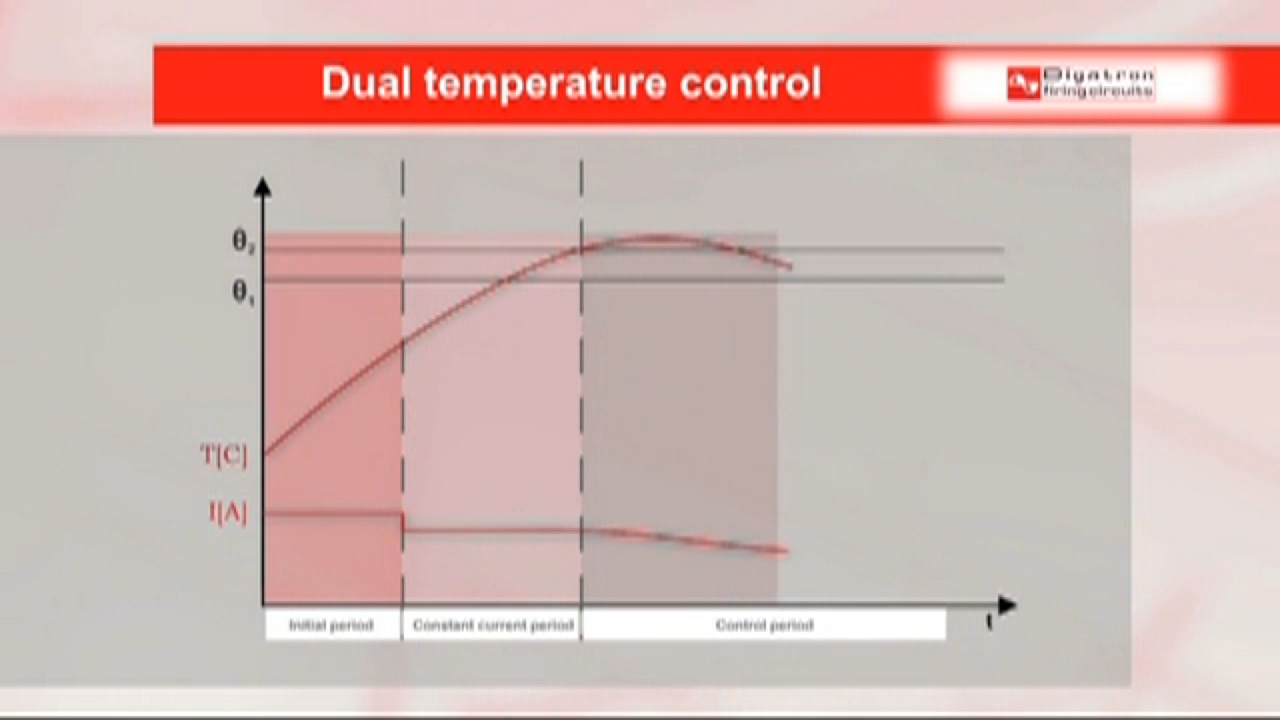 Dual temperature control
Digatron
firing circuits
θ₂
θ₁
T[C]
I[A]
t
Initial period
Constant current period
Control period